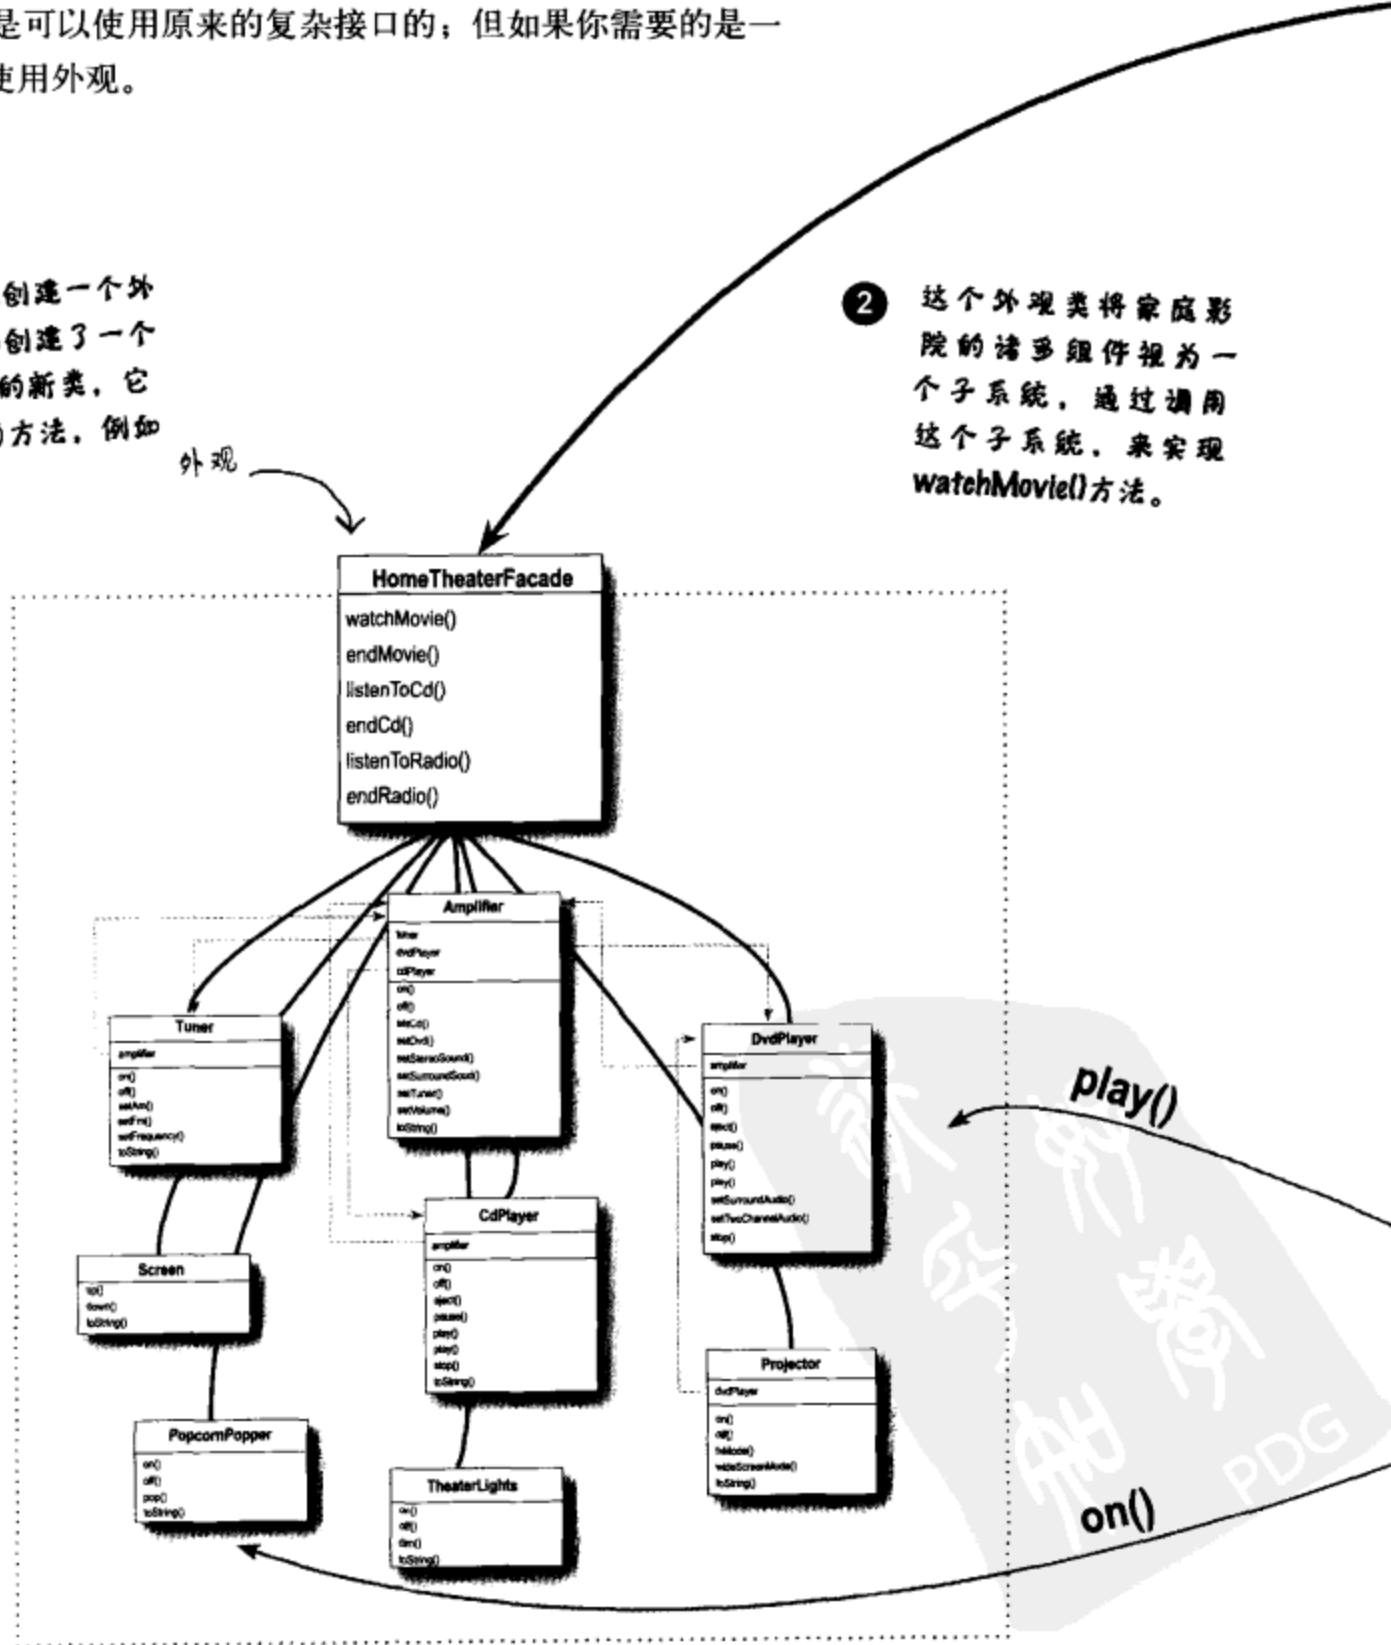 是可以使用原来的复杂接口的；但如果你需要的是一
使用外观。
创建一个外
创建了一个
的新类，它
)方法，例如
外观
2
这个外观类将家庭影
院的诸多组件视为一
个子系统，通过调用
这个子系统，来实现
watchMovie()方法。
HomeTheaterFacade
watchMovie()
endMovie()
listenToCd()
endCd()
listenToRadio()
endRadio()
Amplifier
tuner
dvdPlayer
cdPlayer
on()
off()
setCd()
setDvd()
setStereoSound()
setSurroundSoud()
setTuner()
setVolume()
toString()
Tuner
amplifier
on()
off()
setAm()
setFm()
setFrequency()
toString()
DvdPlayer
amplifier
on()
off()
eject()
pause()
play()
play()
setSurroundAudio()
setTwoChannelAudio()
stop()
play()
Screen
up()
down()
toString()
CdPlayer
amplifier
on()
off()
eject()
pause()
play()
play()
stop()
toString()
Projector
dvdPlayer
on()
off()
tvMode()
wideScreenMode()
toString()
PopcornPopper
on()
off()
pop()
toString()
TheaterLights
on()
off()
dim()
toString()
on()
PDG